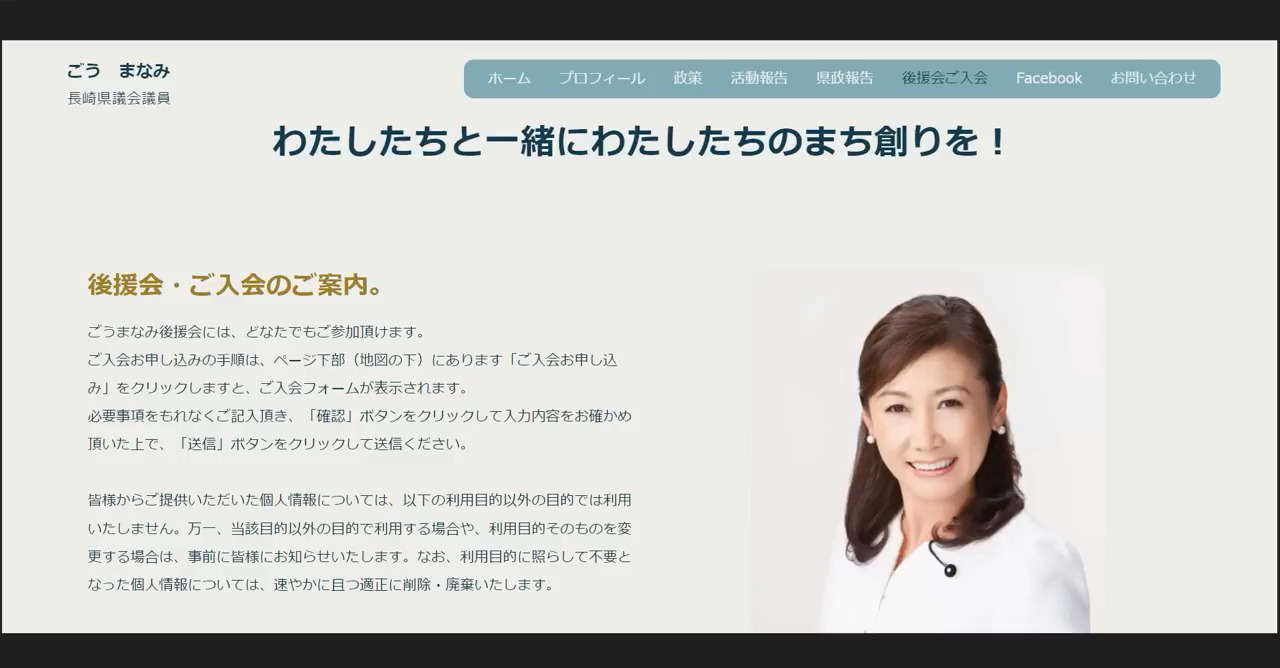 ごう　まなみ
長崎県議会議員
ホーム プロフィール 政策 活動報告 県政報告 後援会ご入会 Facebook お問い合わせ
わたしたちと一緒にわたしたちのまち創りを！
後援会・ご入会のご案内。
ごうまなみ後援会には、どなたでもご参加頂けます。
ご入会お申し込みの手順は、ページ下部（地図の下）にあります「ご入会お申し込
み」をクリックしますと、ご入会フォームが表示されます。
必要事項をもれなくご記入頂き、「確認」ボタンをクリックして入力内容をお確かめ
頂いた上で、「送信」ボタンをクリックして送信ください。
皆様からご提供いただいた個人情報については、以下の利用目的以外の目的では利用
いたしません。万一、当該目的以外の目的で利用する場合や、利用目的そのものを変
更する場合は、事前に皆様にお知らせいたします。なお、利用目的に照らして不要と
なった個人情報については、速やかに且つ適正に削除・廃棄いたします。